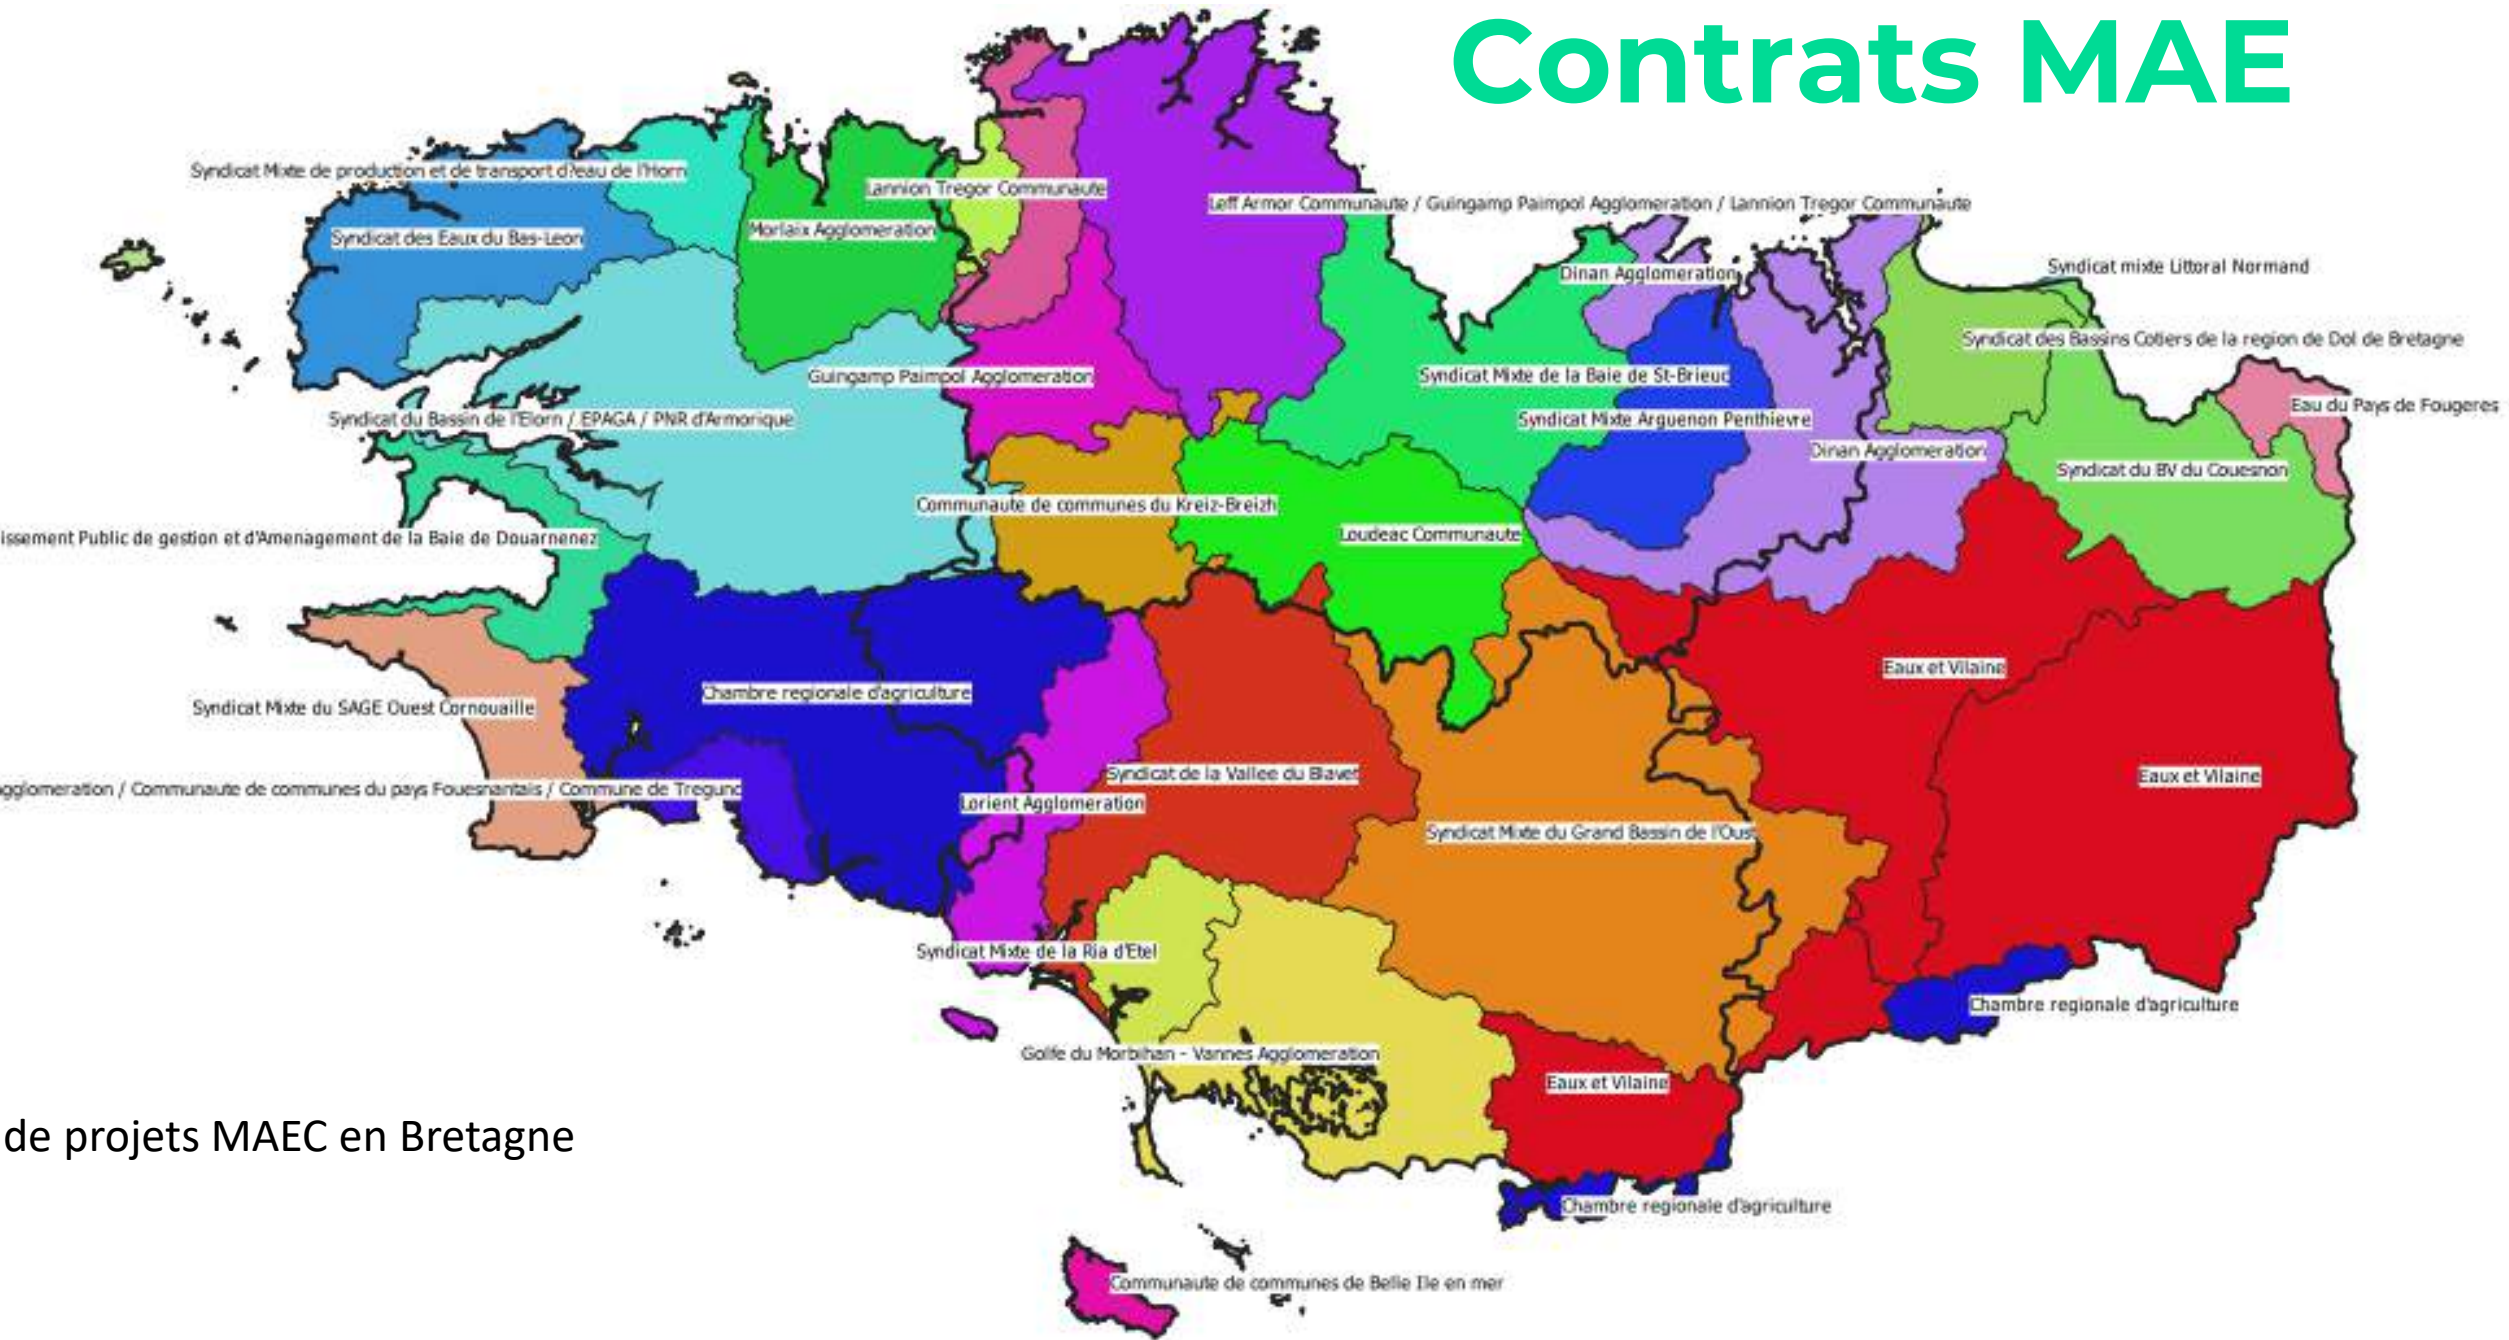 Contrats MAE
Syndicat Mixte de production et de transport d?eau de l'Horn
Lannion Tregor Communaute
Leff Armor Communaute / Guingamp Paimpol Agglomeration / Lannion Tregor Communaute
Morlaix Agglomeration
Syndicat des Eaux du Bas-Leon
Syndicat mixte Littoral Normand
Dinan Agglomeration
Syndicat des Bassins Cotiers de la region de Dol de Bretagne
Guingamp Paimpol Agglomeration
Syndicat Mixte de la Baie de St-Brieuc
Eau du Pays de Fougeres
Syndicat du Bassin de l'Elorn / EPAGA / PNR d'Armorique
Syndicat Mixte Arguenon Penthievre
Dinan Agglomeration
Syndicat du BV du Couesnon
Communaute de communes du Kreiz-Breizh
Loudeac Communaute
issement Public de gestion et d'Amenagement de la Baie de Douarnenez
Eaux et Vilaine
Chambre regionale d'agriculture
Syndicat Mixte du SAGE Ouest Cornouaille
Syndicat de la Vallee du Blavet
Eaux et Vilaine
gglomeration / Communaute de communes du pays Fouesnantais / Commune de Tregunc
Lorient Agglomeration
Syndicat Mixte du Grand Bassin de l'Oust
Syndicat Mixte de la Ria d'Etel
Chambre regionale d'agriculture
Golfe du Morbihan - Vannes Agglomeration
Eaux et Vilaine
de projets MAEC en Bretagne
Chambre regionale d'agriculture
Communaute de communes de Belle Ile en mer